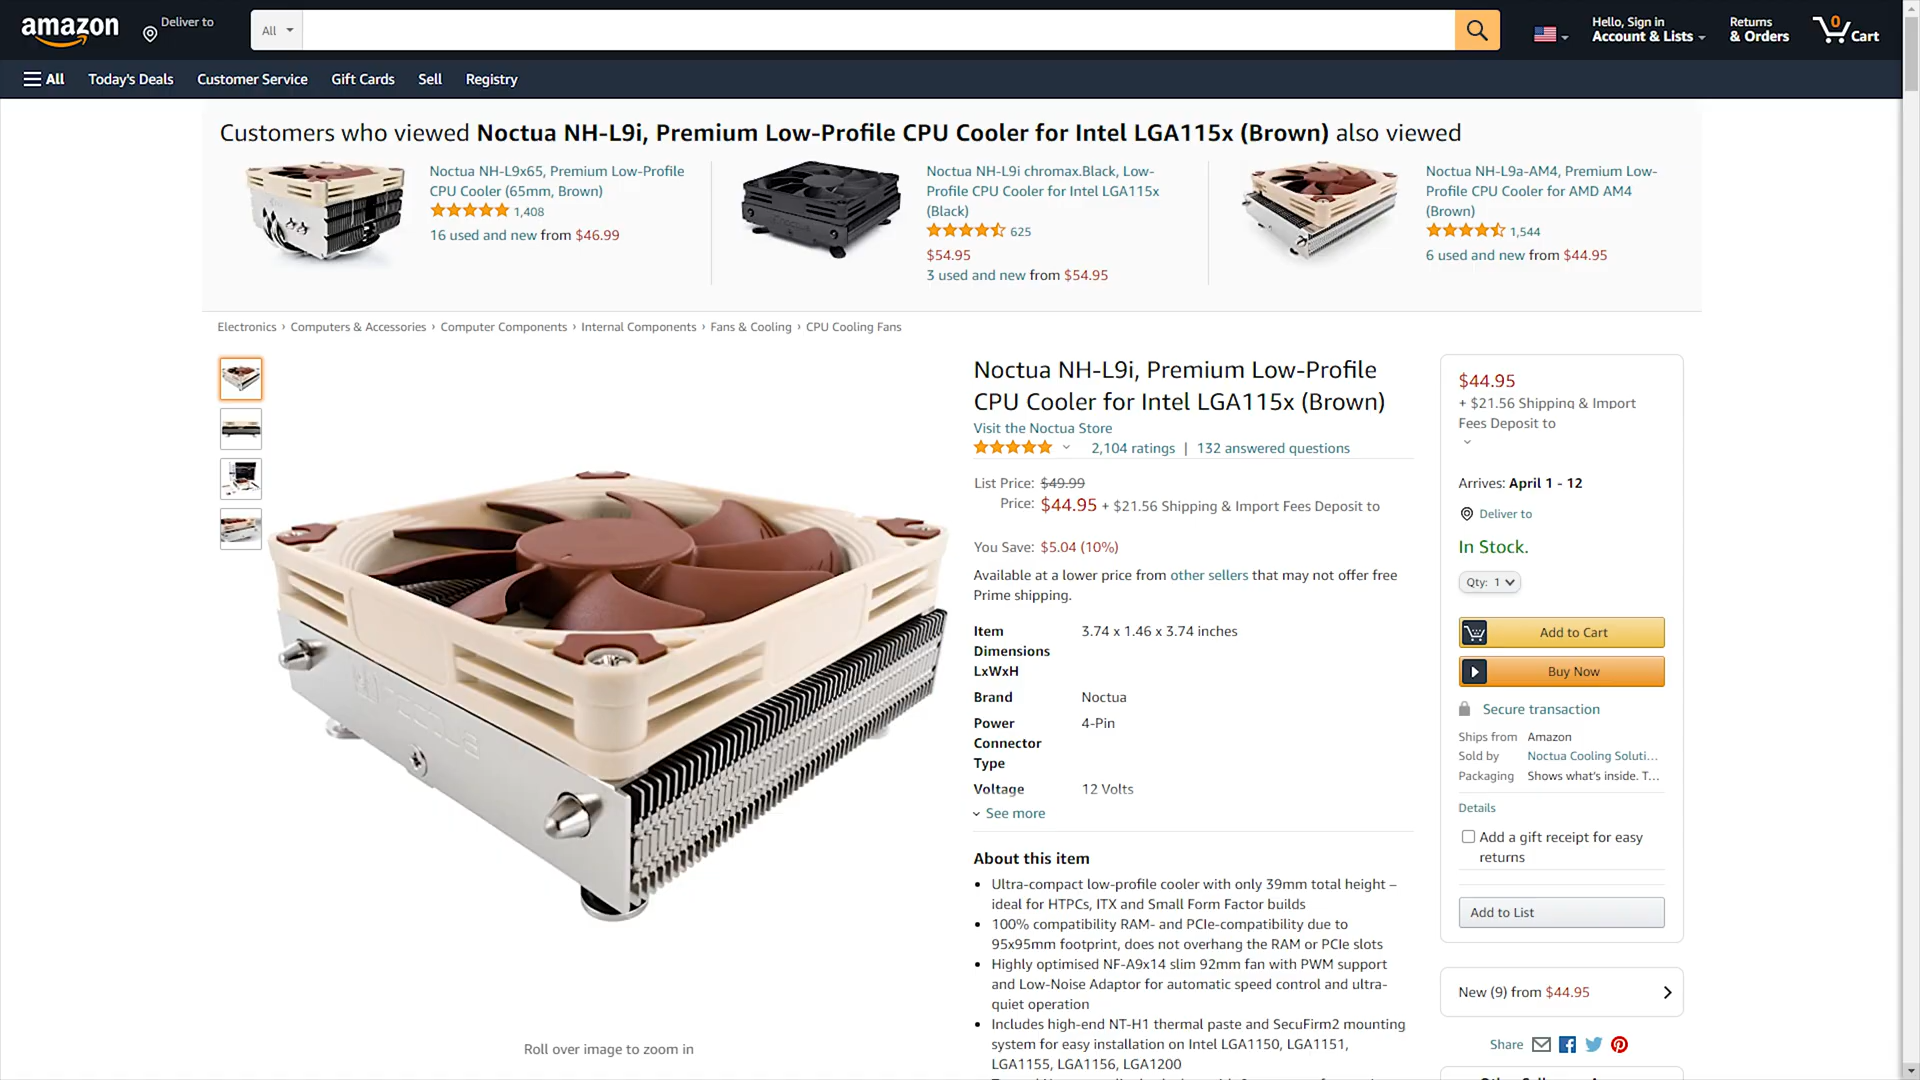 amazon
Deliver to
All
Hello, Sign in
Account & Lists
Returns
& Orders
0
Cart
All
Today's Deals
Customer Service
Gift Cards
Sell
Registry
Customers who viewed Noctua NH-L9i, Premium Low-Profile CPU Cooler for Intel LGA115x (Brown) also viewed
Noctua NH-L9x65, Premium Low-Profile
CPU Cooler (65mm, Brown)
1,408
16 used and new from $46.99
Noctua NH-L9i chromax.Black, Low-
Profile CPU Cooler for Intel LGA115x
(Black)
625
$54.95
3 used and new from $54.95
Noctua NH-L9a-AM4, Premium Low-
Profile CPU Cooler for AMD AM4
(Brown)
1,544
6 used and new from $44.95
Electronics › Computers & Accessories › Computer Components › Internal Components › Fans & Cooling › CPU Cooling Fans
Noctua NH-L9i, Premium Low-Profile
CPU Cooler for Intel LGA115x (Brown)
Visit the Noctua Store
2,104 ratings | 132 answered questions
List Price: $49.99
Price: $44.95 + $21.56 Shipping & Import Fees Deposit to
You Save: $5.04 (10%)
Available at a lower price from other sellers that may not offer free
Prime shipping.
Item
Dimensions
LxWxH
3.74 x 1.46 x 3.74 inches
Brand
Noctua
Power
Connector
Type
4-Pin
Voltage
12 Volts
See more
About this item
• Ultra-compact low-profile cooler with only 39mm total height –
ideal for HTPCs, ITX and Small Form Factor builds
• 100% compatibility RAM- and PCIe-compatibility due to
95x95mm footprint, does not overhang the RAM or PCIe slots
• Highly optimised NF-A9x14 slim 92mm fan with PWM support
and Low-Noise Adaptor for automatic speed control and ultra-
quiet operation
• Includes high-end NT-H1 thermal paste and SecuFirm2 mounting
system for easy installation on Intel LGA1150, LGA1151,
LGA1155, LGA1156, LGA1200
Roll over image to zoom in
$44.95
+ $21.56 Shipping & Import
Fees Deposit to
Arrives: April 1 - 12
Deliver to
In Stock.
Qty: 1
Add to Cart
Buy Now
Secure transaction
Ships from Amazon
Sold by Noctua Cooling Soluti...
Packaging Shows what's inside. T...
Details
Add a gift receipt for easy
returns
Add to List
New (9) from $44.95
Share